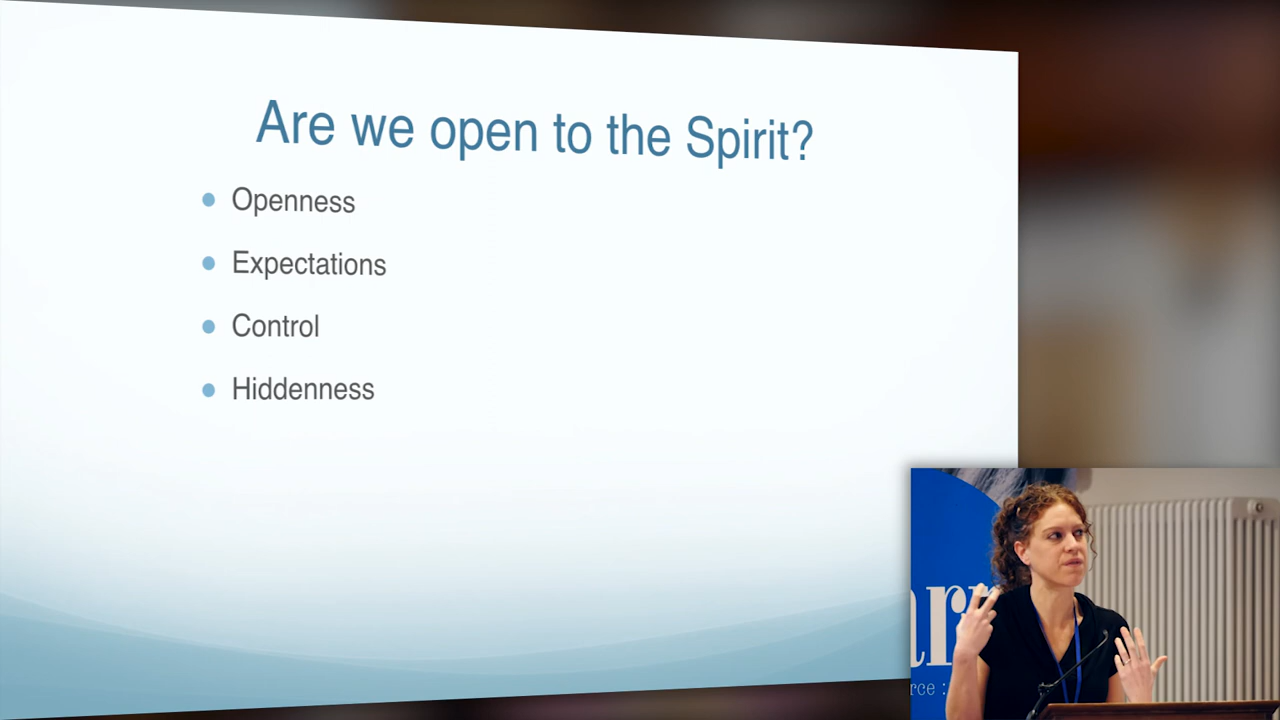 Are we open to the Spirit?
Openness
Expectations
Control
Hiddenness